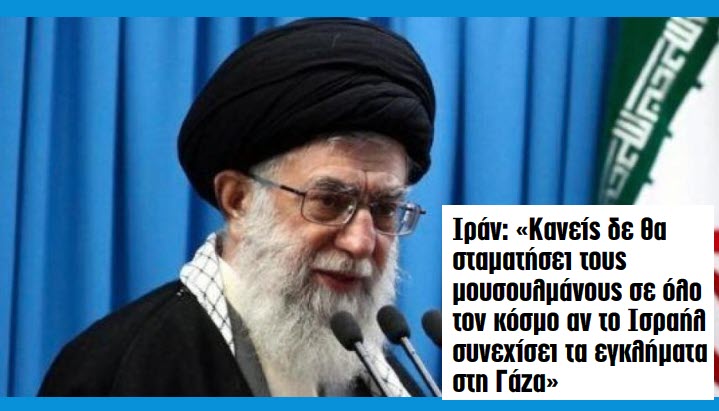 Ιράν: «Κανείς δε θα
σταματήσει τους
μουσουλμάνους σε όλο
τον κόσμο αν το Ισραήλ
συνεχίσει τα εγκλήματα
στη Γάζα»